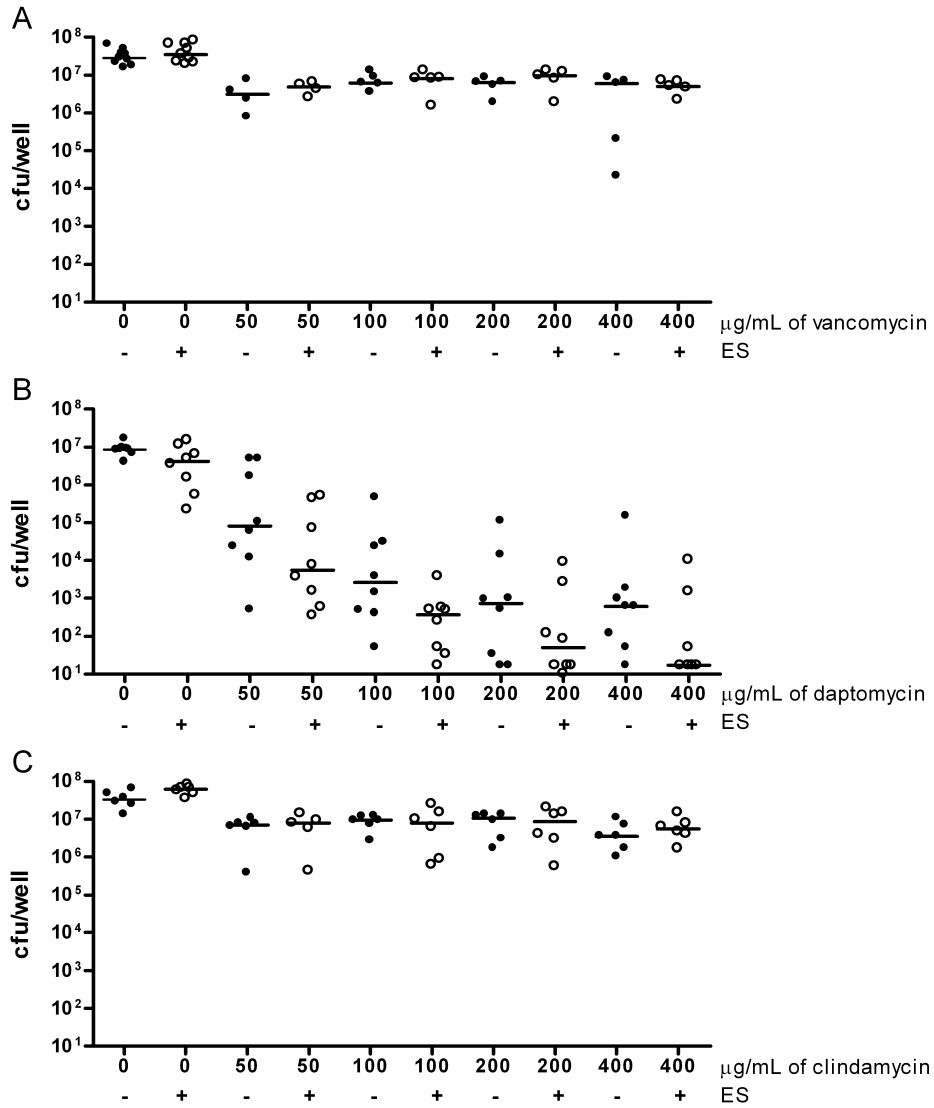 A
10⁸
10⁷
10⁶
10⁵
10⁴
10³
10²
10¹
cfu/well
0 0 50 50 100 100 200 200 400 400 μg/mL of vancomycin
- + - + - + - + - + ES
B
10⁸
10⁷
10⁶
10⁵
10⁴
10³
10²
10¹
cfu/well
0 0 50 50 100 100 200 200 400 400 μg/mL of daptomycin
- + - + - + - + - + ES
C
10⁸
10⁷
10⁶
10⁵
10⁴
10³
10²
10¹
cfu/well
0 0 50 50 100 100 200 200 400 400 μg/mL of clindamycin
- + - + - + - + - + ES